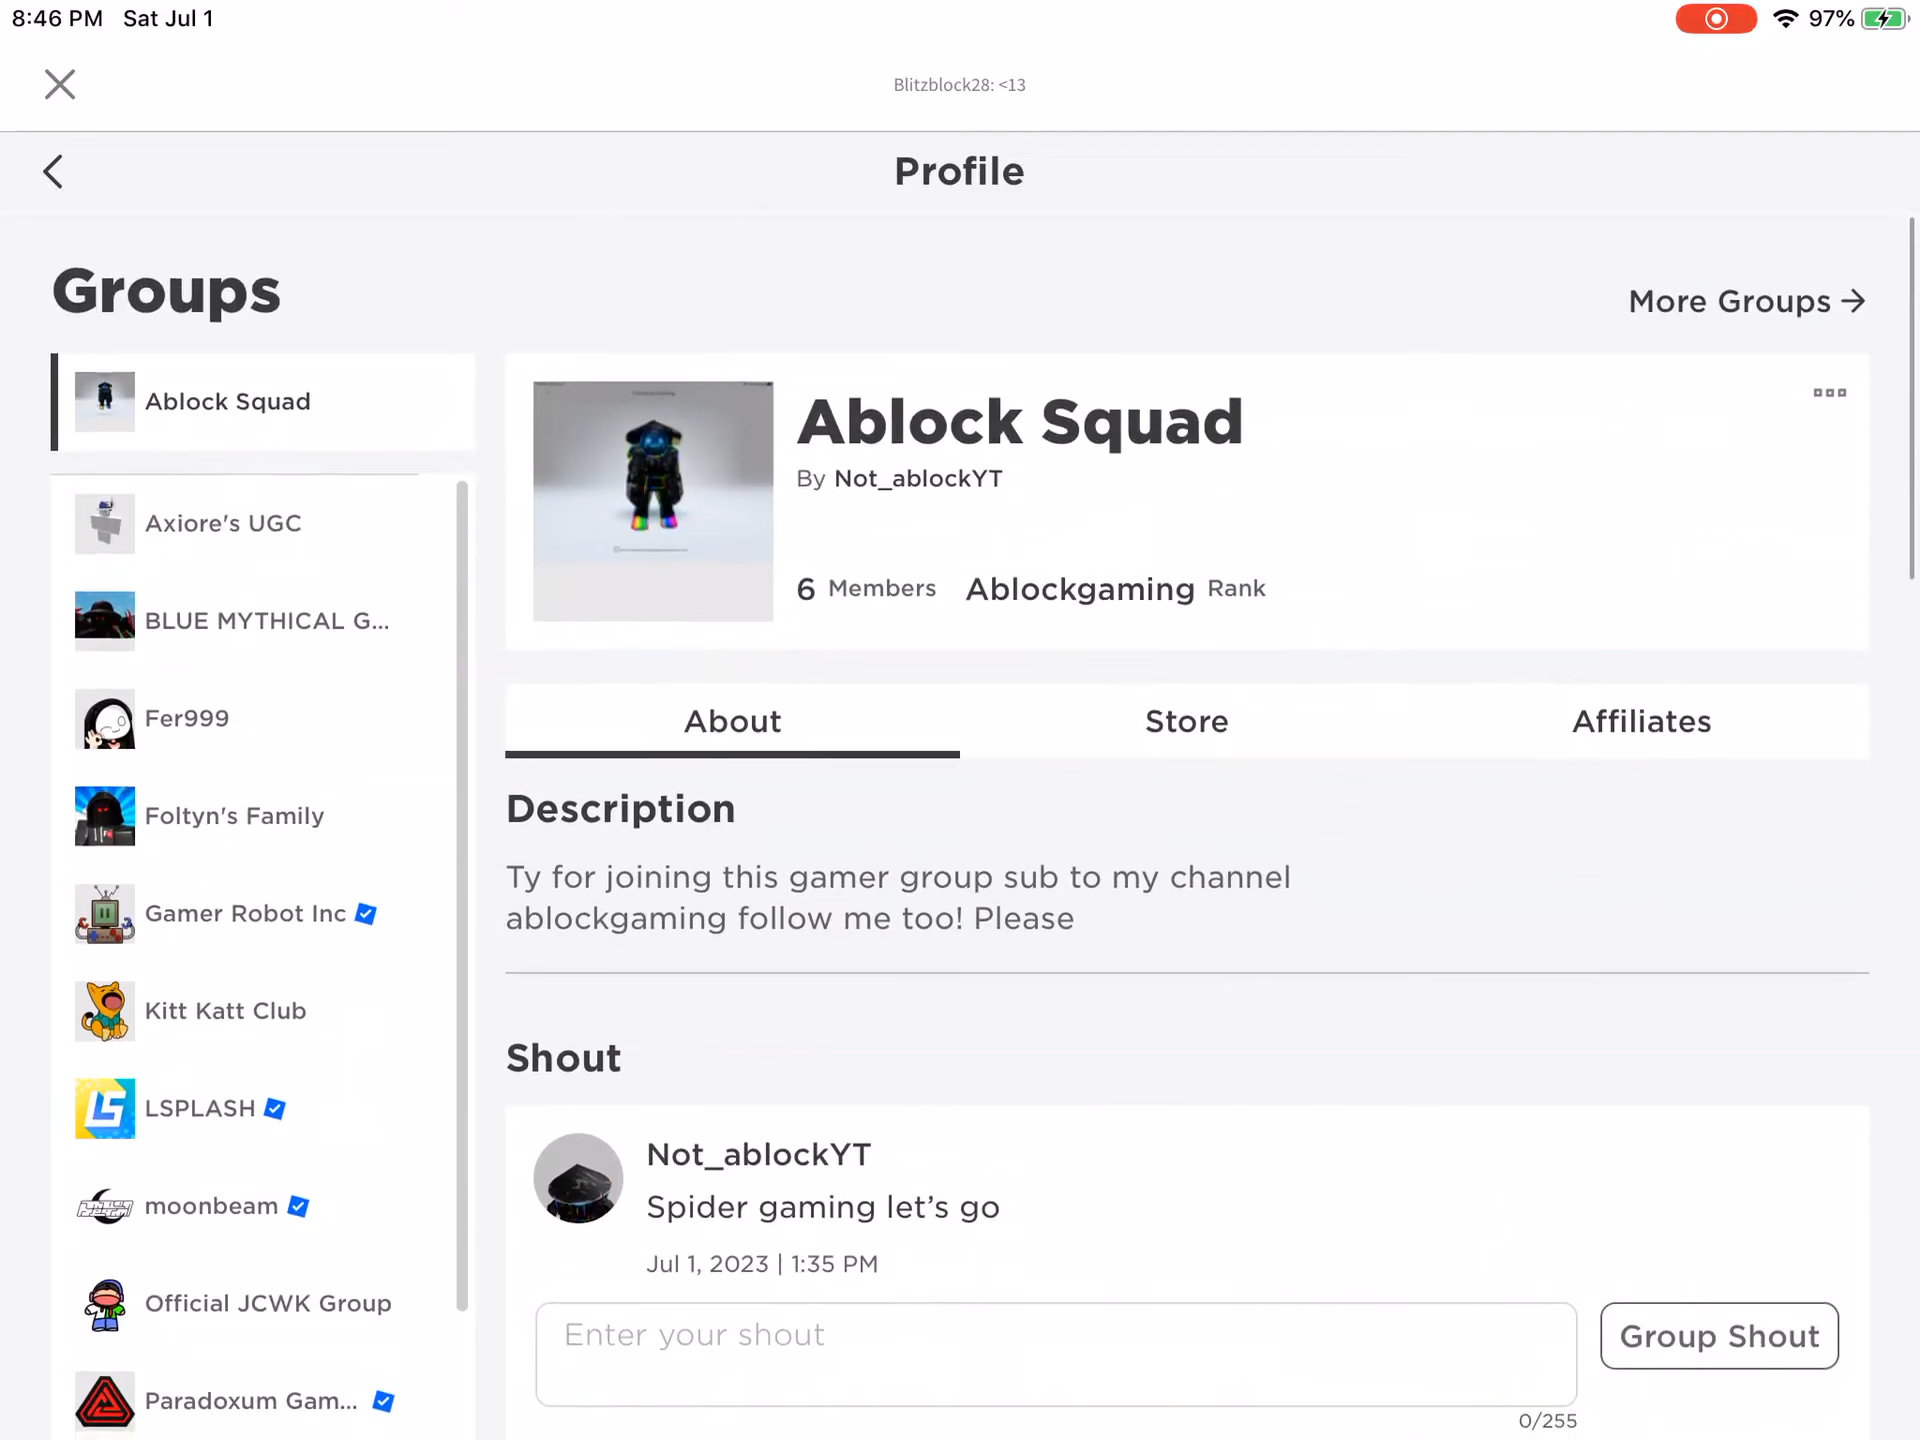 8:46 PM Sat Jul 1
97%
Blitzblock28: <13
Profile
Groups
More Groups
Ablock Squad
Axiore's UGC
BLUE MYTHICAL G...
Fer999
Foltyn's Family
Gamer Robot Inc
Kitt Katt Club
LSPLASH
moonbeam
Official JCWK Group
Paradoxum Gam...
Ablock Squad
By Not_ablockYT
6 Members Ablockgaming Rank
About Store Affiliates
Description
Ty for joining this gamer group sub to my channel
ablockgaming follow me too! Please
Shout
Not_ablockYT
Spider gaming let’s go
Jul 1, 2023 | 1:35 PM
Enter your shout
Group Shout
0/255